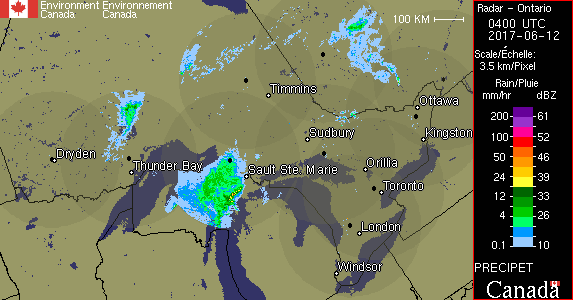 Environment Environnement
Canada Canada
100 KM
Timmins
Ottawa
Sudbury
Kingston
Dryden
Thunder Bay
Sault Ste. Marie
Orillia
Toronto
London
Windsor
Radar - Ontario
0400 UTC
2017-06-12
Scale/Échelle:
3.5 km/Pixel
Rain/Pluie
mm/hr dBZ
200 61
100 52
50 46
24 39
12 33
4 26
0.1 10
PRECIPET
Canada